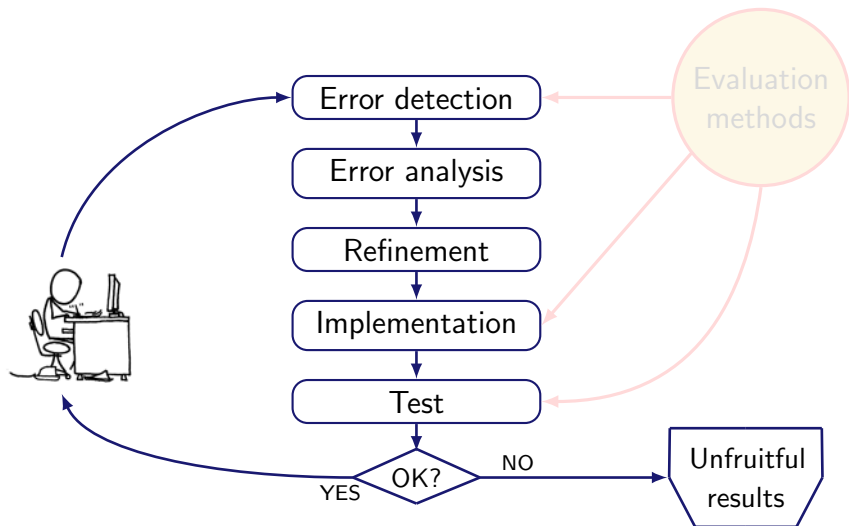 Evaluation
methods
Error detection
Error analysis
Refinement
Implementation
Test
OK?
YES
NO
Unfruitful
results